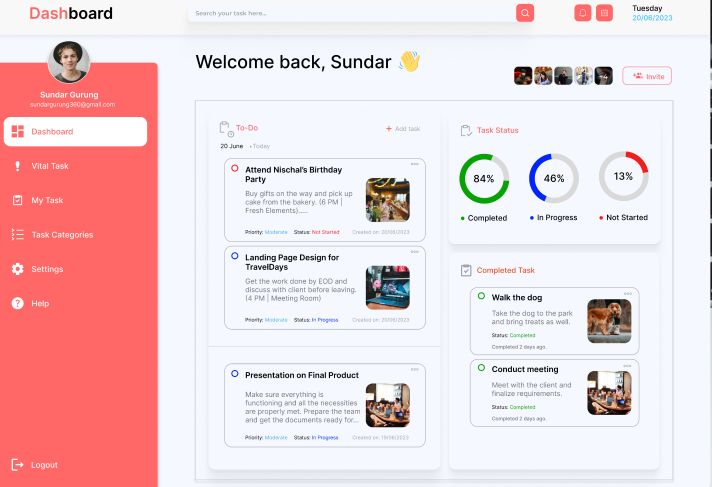 Dashboard
Search your task here...
Tuesday
20/06/2023
Sundar Gurung
sundargurung360@gmail.com
Dashboard
Vital Task
My Task
Task Categories
Settings
Help
Logout
Welcome back, Sundar
+4
Invite
To-Do
+ Add task
20 June • Today
Attend Nischal's Birthday
Party
Buy gifts on the way and pick up
cake from the bakery. (6 PM |
Fresh Elements).....
Priority: Moderate Status: Not Started Created on: 20/06/2023
Landing Page Design for
TravelDays
Get the work done by EOD and
discuss with client before leaving.
(4 PM | Meeting Room)
Priority: Moderate Status: In Progress Created on: 20/06/2023
Presentation on Final Product
Make sure everything is
functioning and all the necessities
are properly met. Prepare the team
and get the documents ready for...
Priority: Moderate Status: In Progress Created on: 19/06/2023
Task Status
84%
46%
13%
• Completed
• In Progress
• Not Started
Completed Task
Walk the dog
Take the dog to the park
and bring treats as well.
Status: Completed
Completed 2 days ago.
Conduct meeting
Meet with the client and
finalize requirements.
Status: Completed
Completed 2 days ago.